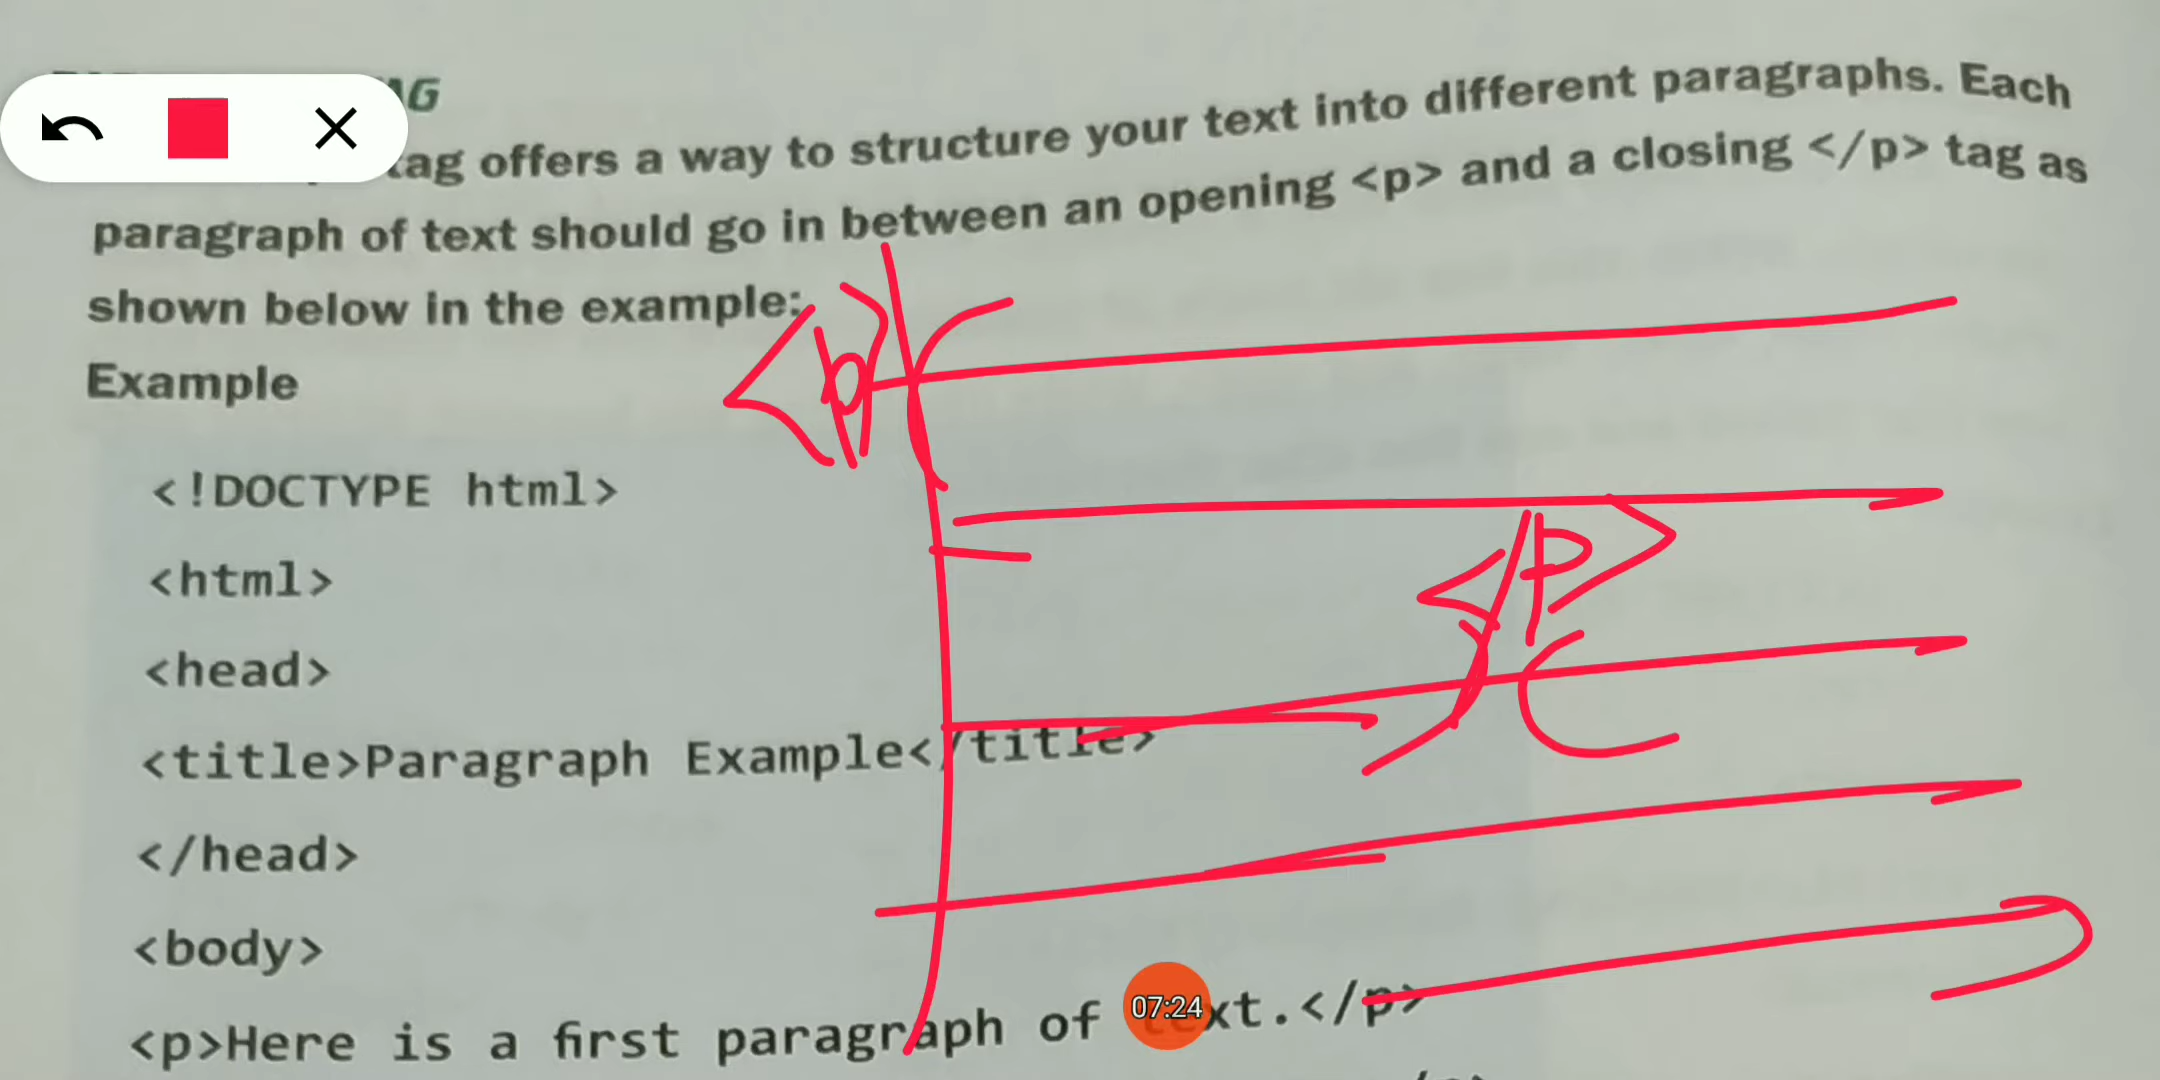 AG
tag offers a way to structure your text into different paragraphs. Each
paragraph of text should go in between an opening <p> and a closing </p> tag as
shown below in the example:
Example
<p>
<!DOCTYPE html>
<html>
</p>
<head>
<title>Paragraph Example</title>
</head>
<body>
07:24
<p>Here is a first paragraph of text.</p>